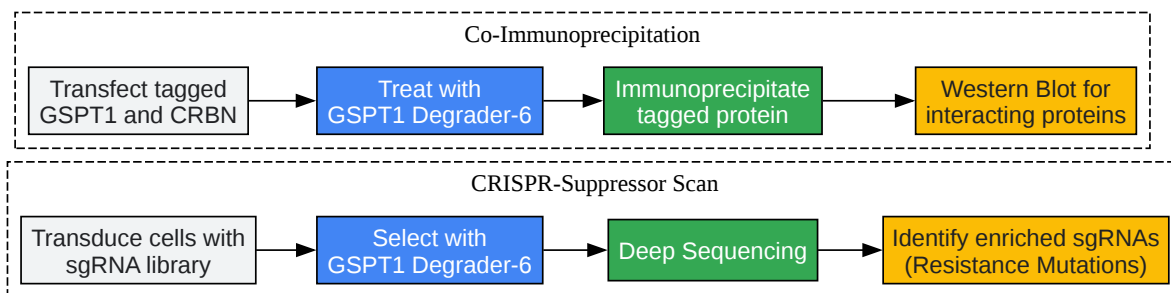 Co-Immunoprecipitation
Transfect tagged
GSPT1 and CRBN
Treat with
GSPT1 Degrader-6
Immunoprecipitate
tagged protein
Western Blot for
interacting proteins
CRISPR-Suppressor Scan
Transduce cells with
sgRNA library
Select with
GSPT1 Degrader-6
Deep Sequencing
Identify enriched sgRNAs
(Resistance Mutations)